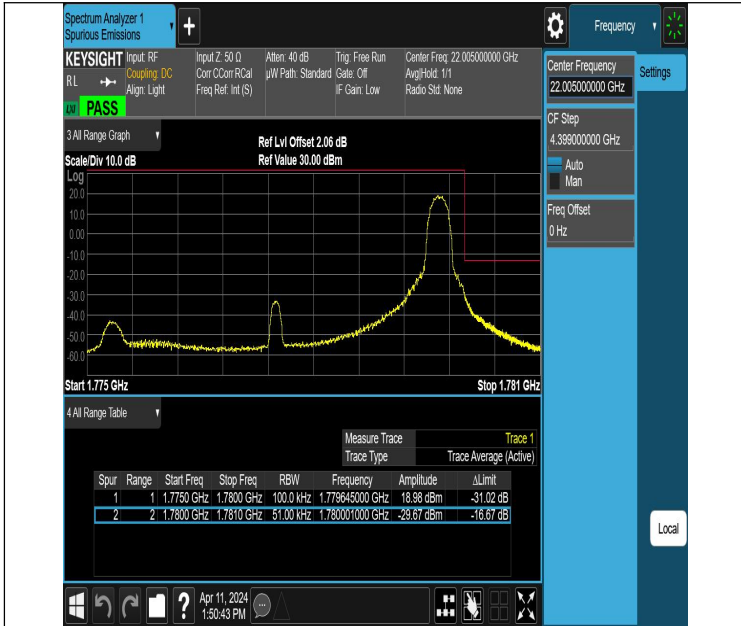 Spectrum Analyzer 1
Spurious Emissions
+
Frequency
KEYSIGHT Input: RF Input Z: 50 Ω Atten: 40 dB Trig: Free Run Center Freq: 22.005000000 GHz
RL Coupling: DC Corr CCorr RCal µW Path: Standard Gate: Off Avg|Hold: 1/1
Align: Light Freq Ref: Int (S) IF Gain: Low Radio Std: None
LXI PASS
Center Frequency
22.005000000 GHz
Settings
CF Step
4.399000000 GHz
Auto
Man
Freq Offset
0 Hz
3 All Range Graph
Ref Lvl Offset 2.06 dB
Scale/Div 10.0 dB Ref Value 30.00 dBm
Log
20.0
10.0
0.00
-10.0
-20.0
-30.0
-40.0
-50.0
-60.0
Start 1.775 GHz Stop 1.781 GHz
4 All Range Table
Measure Trace Trace 1
Trace Type Trace Average (Active)
Spur Range Start Freq Stop Freq RBW Frequency Amplitude ΔLimit
1 1 1.7750 GHz 1.7800 GHz 100.0 kHz 1.779645000 GHz 18.98 dBm -31.02 dB
2 2 1.7800 GHz 1.7810 GHz 51.00 kHz 1.780001000 GHz -29.67 dBm -16.67 dB
Local
? Apr 11, 2024
1:50:43 PM